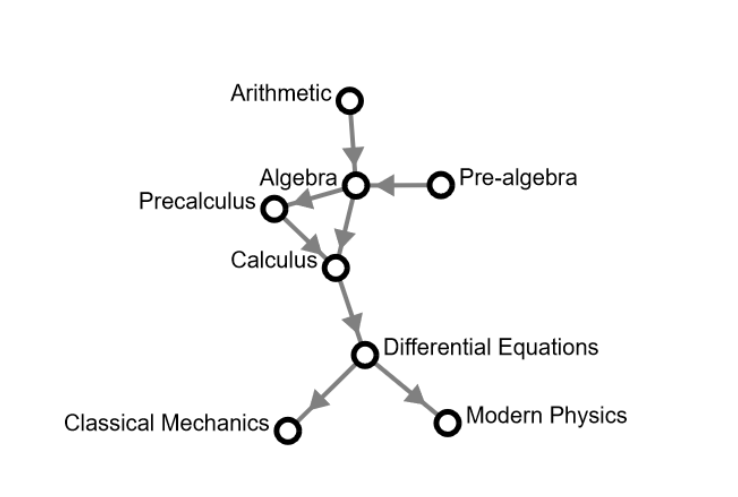 Arithmetic
Algebra
Pre-algebra
Precalculus
Calculus
Differential Equations
Classical Mechanics
Modern Physics